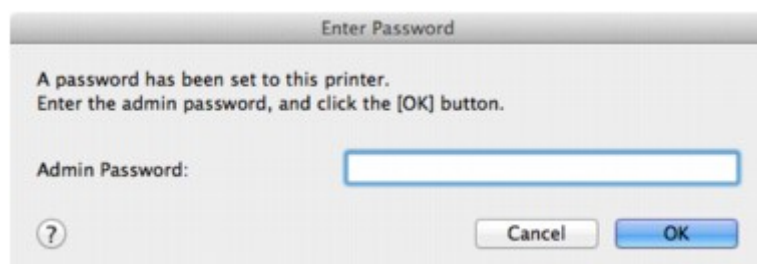 Enter Password
A password has been set to this printer.
Enter the admin password, and click the [OK] button.
Admin Password:
?
Cancel
OK